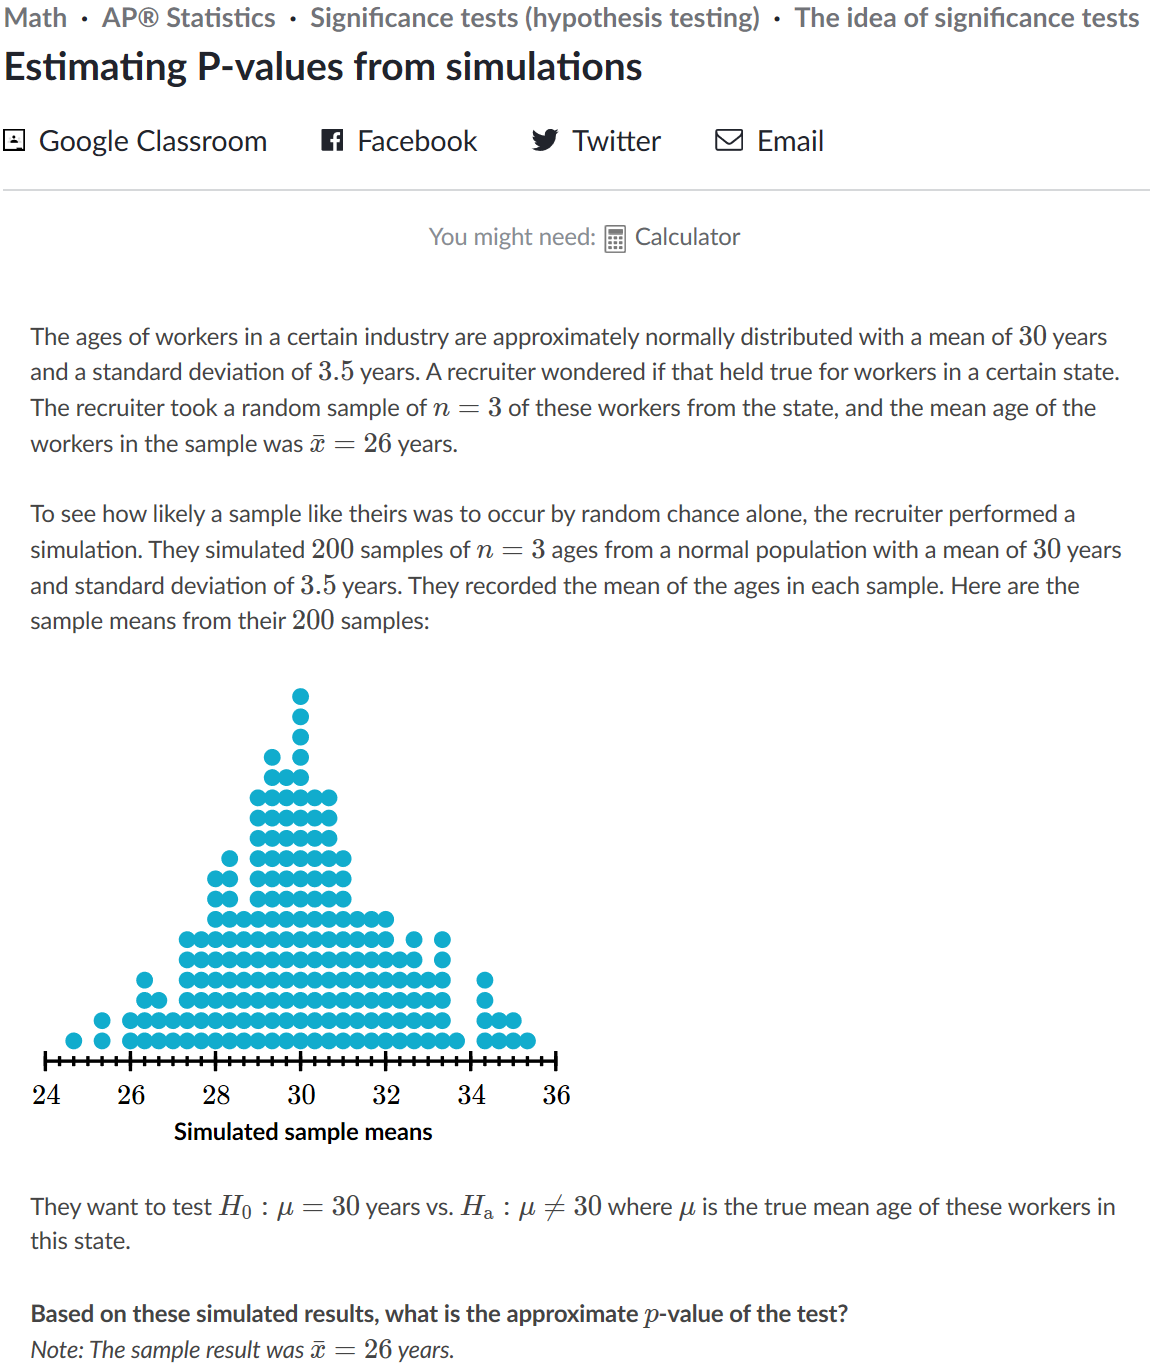 Math · AP® Statistics · Significance tests (hypothesis testing) · The idea of significance tests
Estimating P-values from simulations
Google Classroom Facebook Twitter Email
You might need: Calculator
The ages of workers in a certain industry are approximately normally distributed with a mean of 30 years
and a standard deviation of 3.5 years. A recruiter wondered if that held true for workers in a certain state.
The recruiter took a random sample of n = 3 of these workers from the state, and the mean age of the
workers in the sample was x̄ = 26 years.
To see how likely a sample like theirs was to occur by random chance alone, the recruiter performed a
simulation. They simulated 200 samples of n = 3 ages from a normal population with a mean of 30 years
and standard deviation of 3.5 years. They recorded the mean of the ages in each sample. Here are the
sample means from their 200 samples:
24 26 28 30 32 34 36
Simulated sample means
They want to test H₀ : μ = 30 years vs. Hₐ : μ ≠ 30 where μ is the true mean age of these workers in
this state.
Based on these simulated results, what is the approximate p-value of the test?
Note: The sample result was x̄ = 26 years.